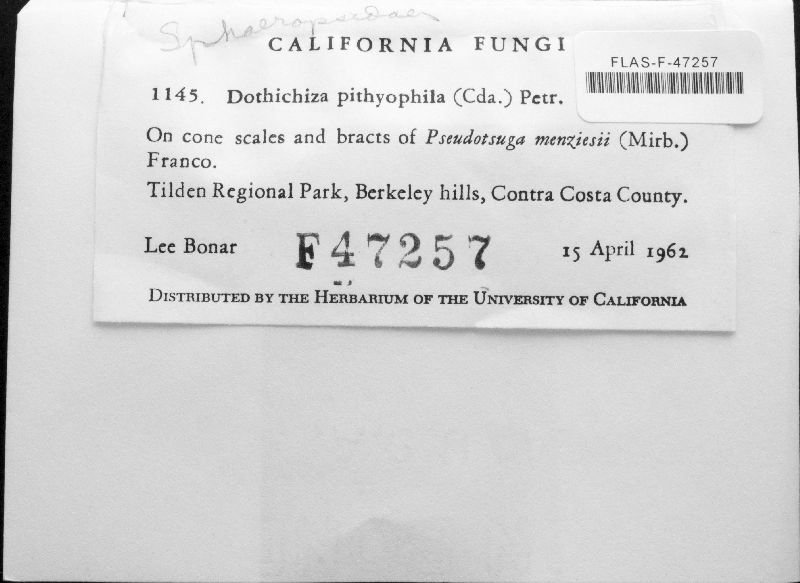 Sphaeropsidales
CALIFORNIA FUNGI
FLAS-F-47257
1145. Dothichiza pithyophila (Cda.) Petr.
On cone scales and bracts of Pseudotsuga menziesii (Mirb.)
Franco.
Tilden Regional Park, Berkeley hills, Contra Costa County.
Lee Bonar F47257 15 April 1962
DISTRIBUTED BY THE HERBARIUM OF THE UNIVERSITY OF CALIFORNIA